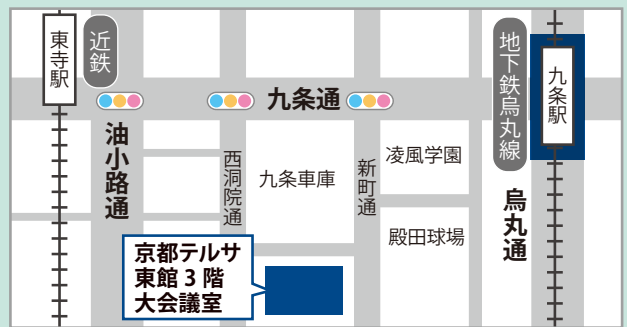 東寺駅
近鉄
九条通
地下鉄烏丸線
九条駅
油小路通
西洞院通
九条車庫
新町通
凌風学園
殿田球場
烏丸通
京都テルサ
東館３階
大会議室